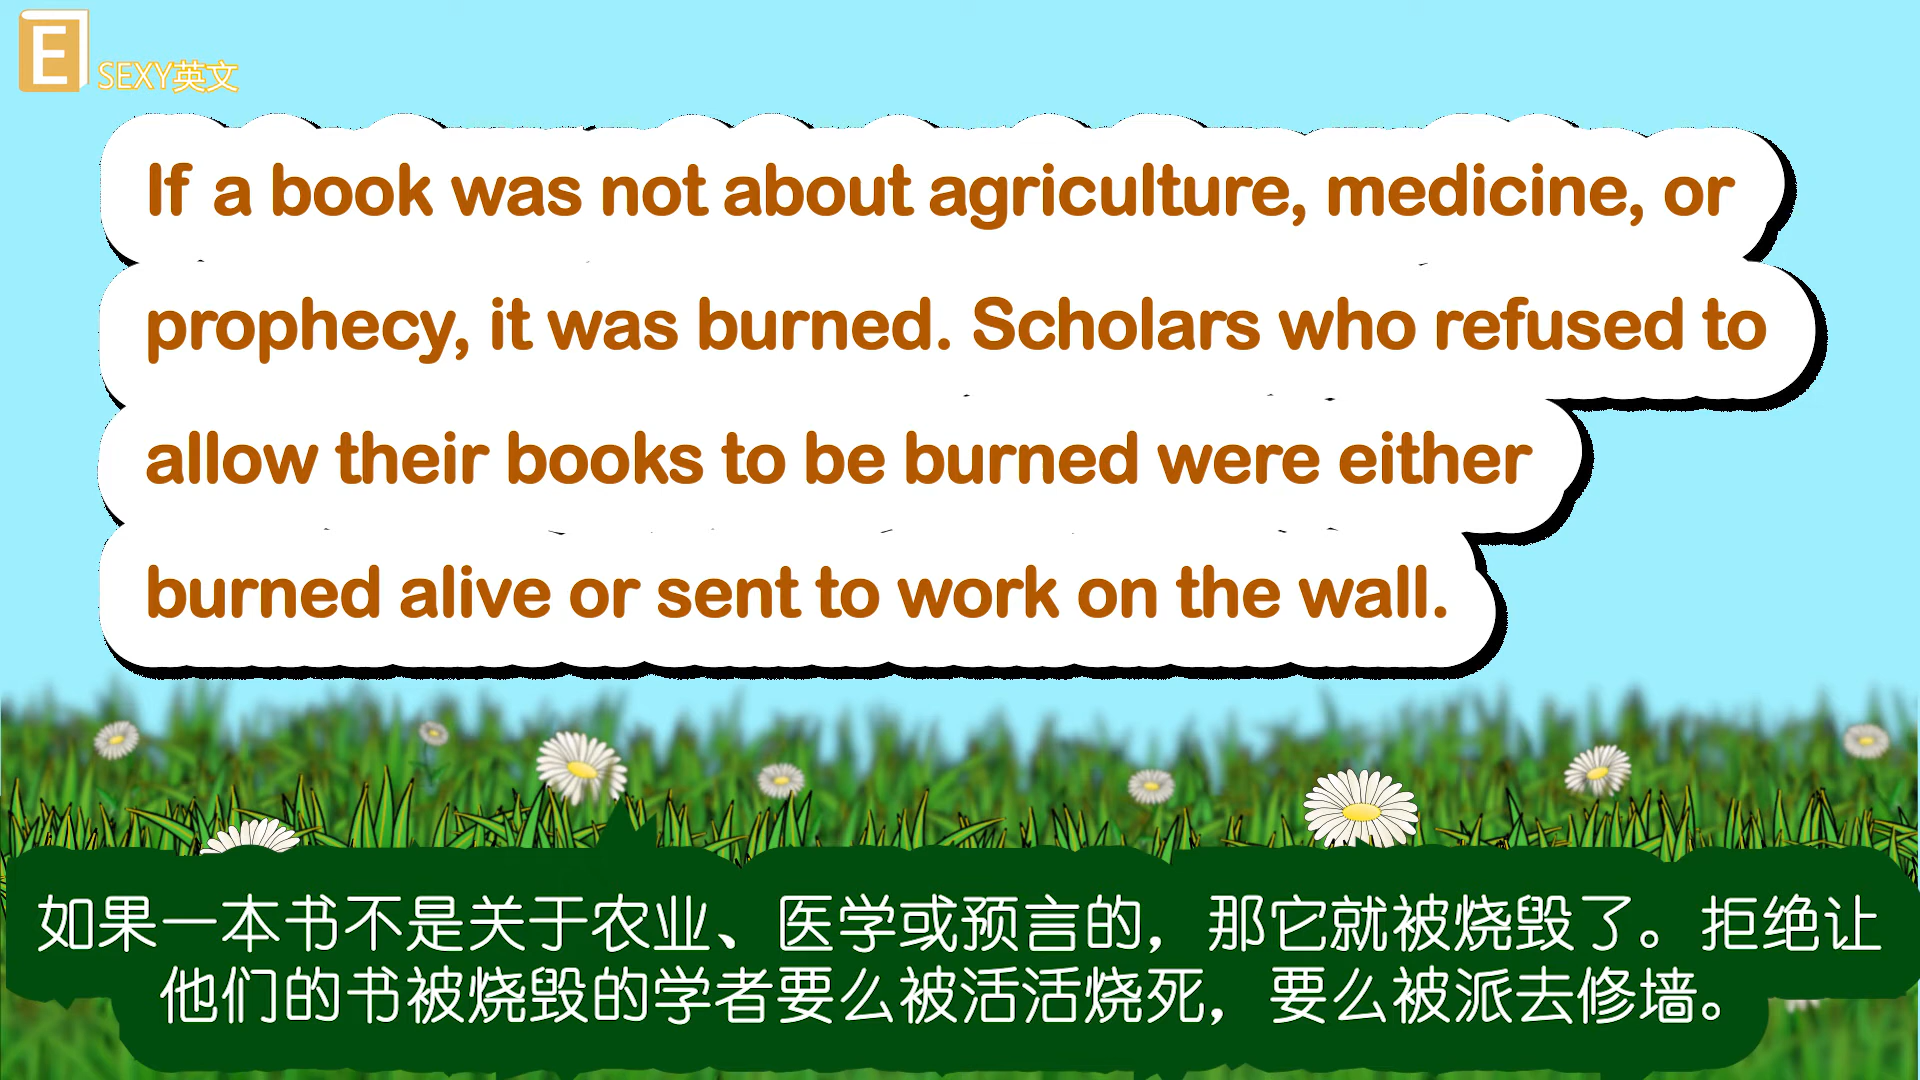 E
SEXY英文
If a book was not about agriculture, medicine, or
prophecy, it was burned. Scholars who refused to
allow their books to be burned were either
burned alive or sent to work on the wall.
如果一本书不是关于农业、医学或预言的，那它就被烧毁了。拒绝让
他们的书被烧毁的学者要么被活活烧死，要么被派去修墙。